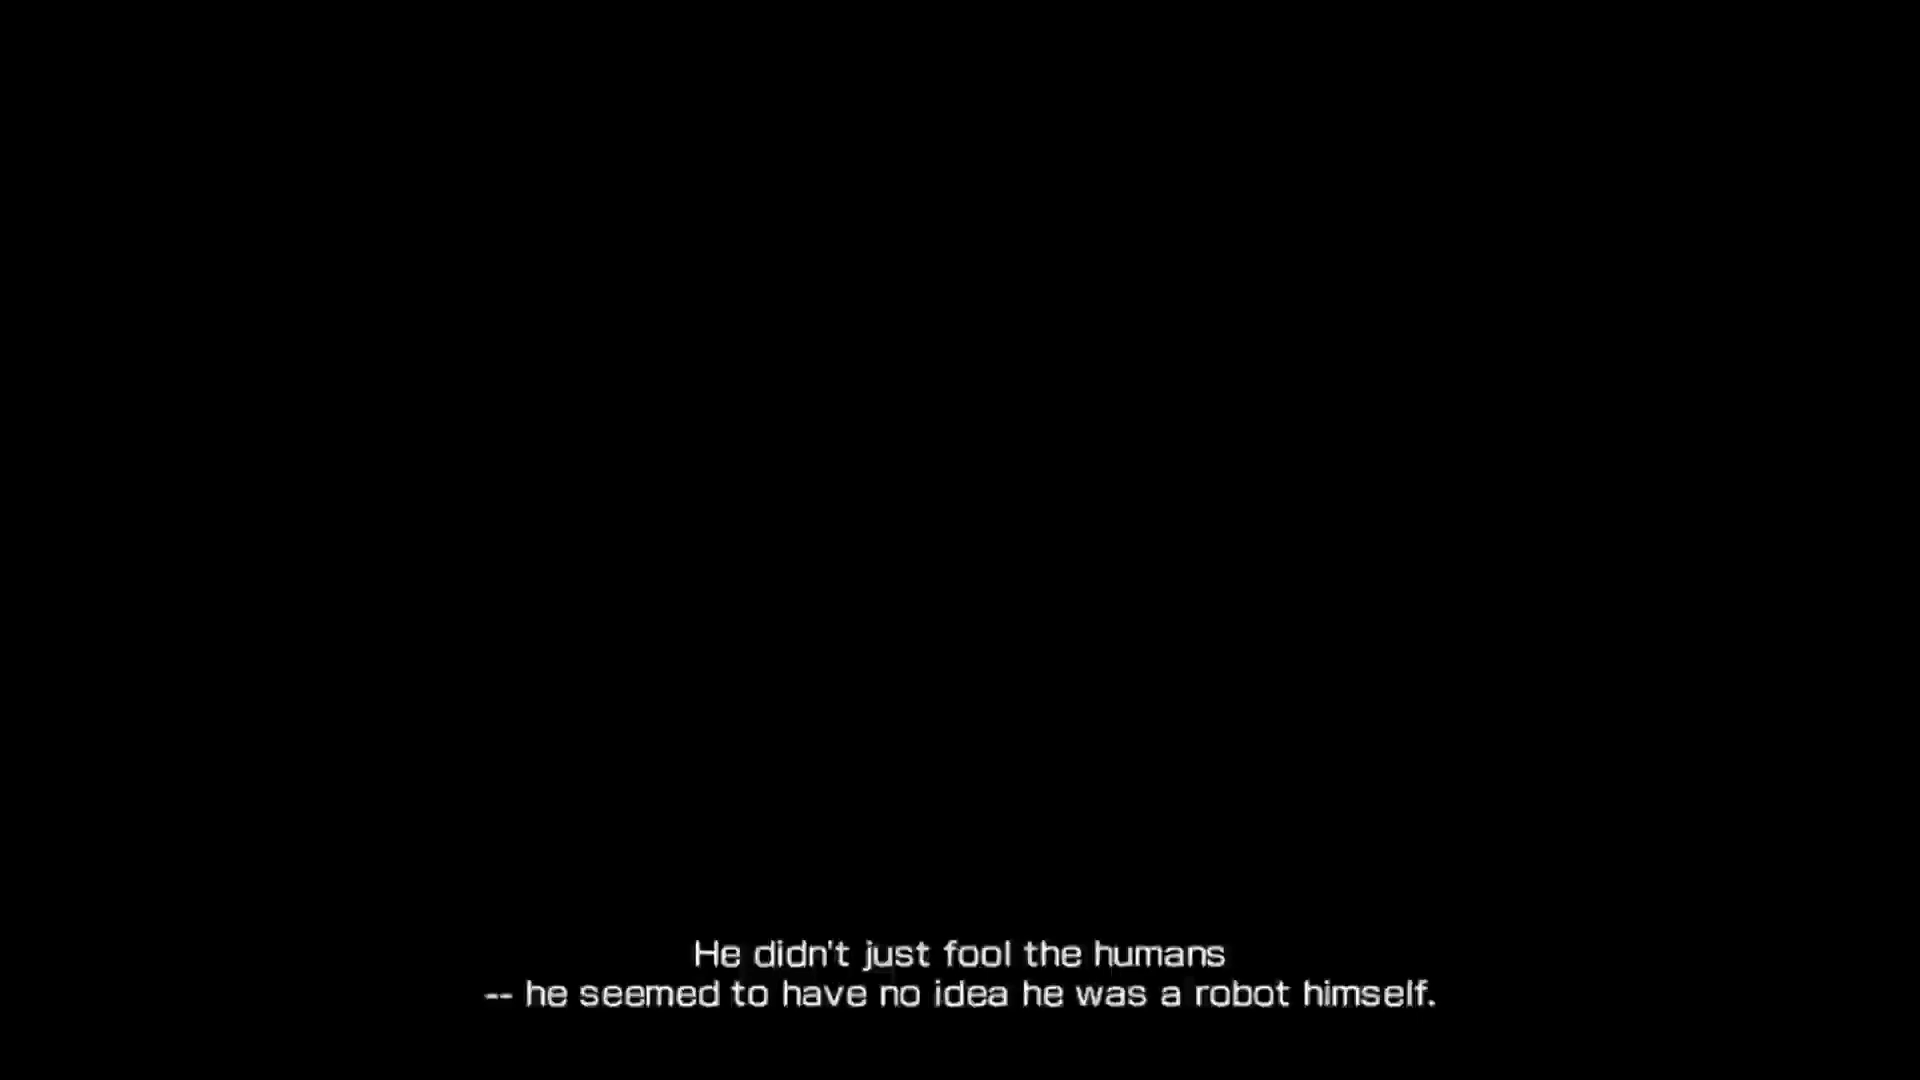 He didn't just fool the humans
-- he seemed to have no idea he was a robot himself.